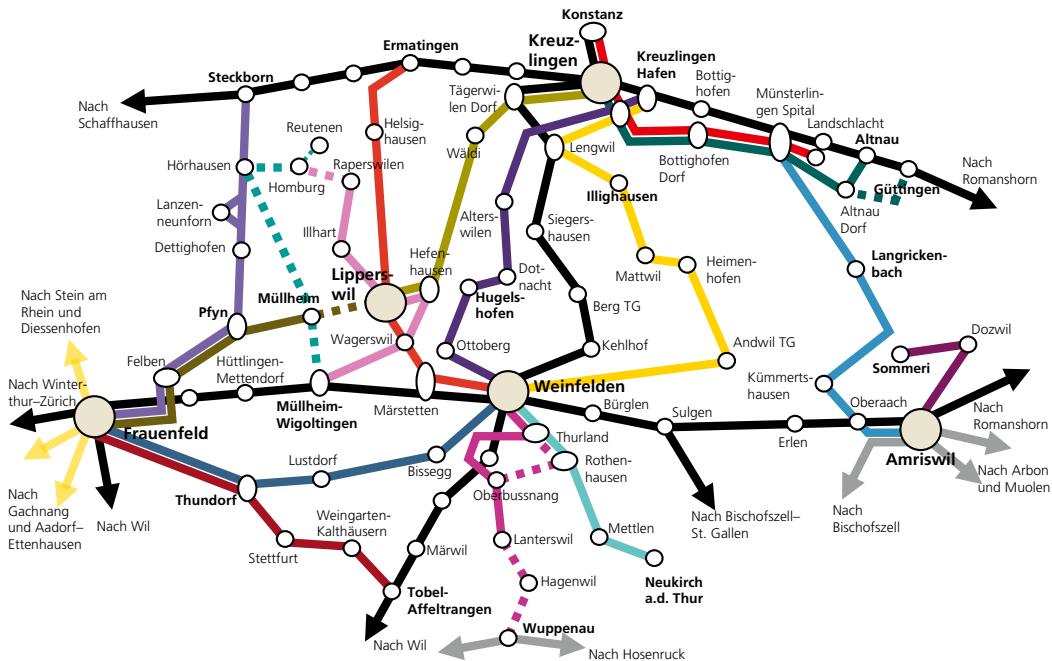 Konstanz
Kreuz-
lingen
Kreuzlingen
Hafen
Ermatingen
Steckborn
Nach
Schaffhausen
Tägerwi-
len Dorf
Bottig-
hofen
Münsterlin-
gen Spital
Landschlacht
Altnau
Nach
Romanshorn
Güttingen
Altnau
Dorf
Bottighofen
Dorf
Reutenen
Helsig-
hausen
Wäldi
Lengwil
Hörhausen
Homburg
Raperswilen
Illighausen
Lanzen-
neunforn
Alters-
wilen
Siegers-
hausen
Dettighofen
Illhart
Hefen-
hausen
Lippers-
wil
Mattwil
Heimen-
hofen
Langricken-
bach
Dot-
nacht
Hugels-
hofen
Berg TG
Müllheim
Pfyn
Nach Stein am
Rhein und
Diessenhofen
Wagerswil
Ottoberg
Kehlhof
Andwil TG
Dozwil
Sommeri
Felben
Hüttlingen-
Mettendorf
Nach Winter-
thur–Zürich
Frauenfeld
Müllheim-
Wigoltingen
Märstetten
Weinfelden
Bürglen
Sulgen
Kümmerts-
hausen
Oberaach
Erlen
Amriswil
Nach
Romanshorn
Nach Arbon
und Muolen
Nach
Bischofszell
Nach Bischofszell–
St. Gallen
Thurland
Rothen-
hausen
Oberbussnang
Bissegg
Lustdorf
Thundorf
Nach
Gachnang
und Aadorf–
Ettenhausen
Nach Wil
Weingarten-
Kalthäusern
Stettfurt
Märwil
Lanterswil
Mettlen
Hagenwil
Neukirch
a.d. Thur
Tobel-
Affeltrangen
Wuppenau
Nach Wil
Nach Hosenruck